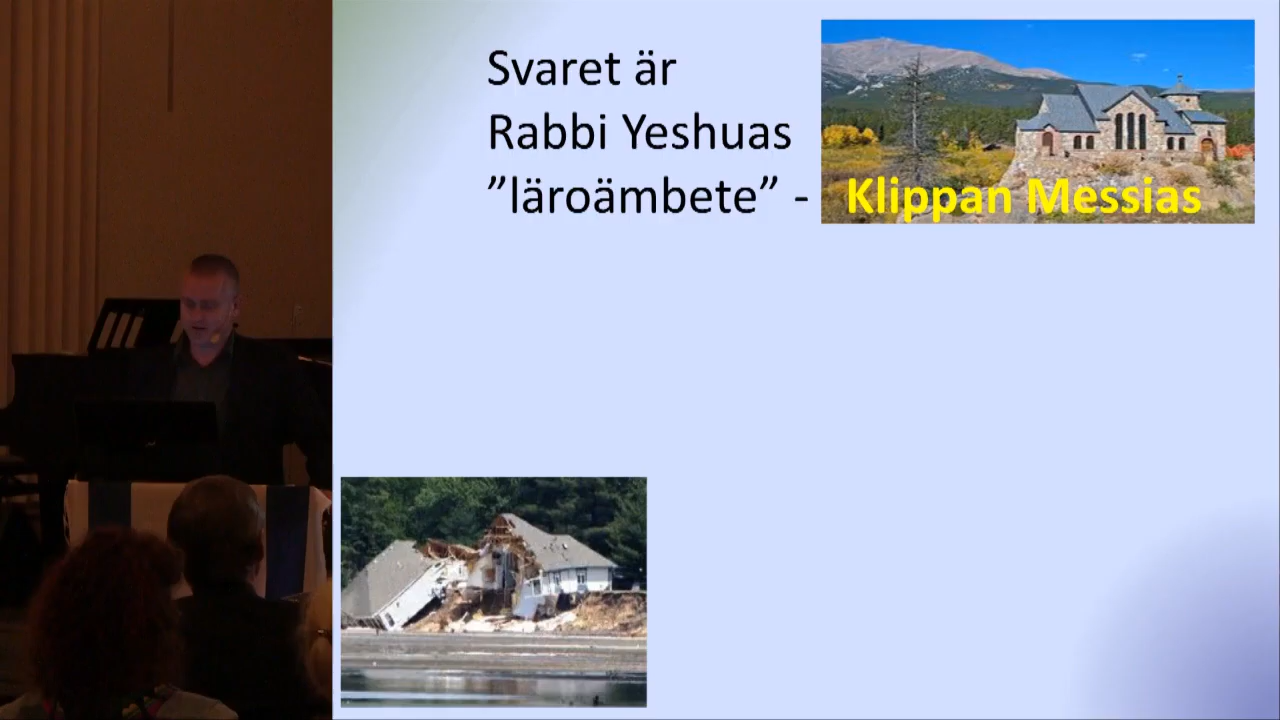 Svaret är
Rabbi Yeshuas
”läroämbete” -
Klippan Messias